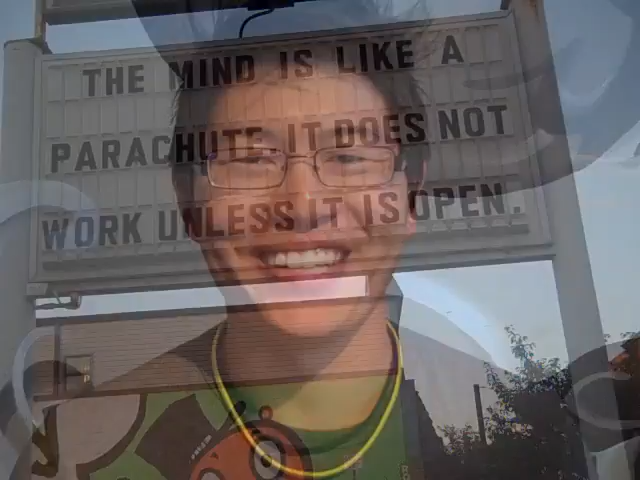 THE MIND IS LIKE A
PARACHUTE IT DOES NOT
WORK UNLESS IT IS OPEN.